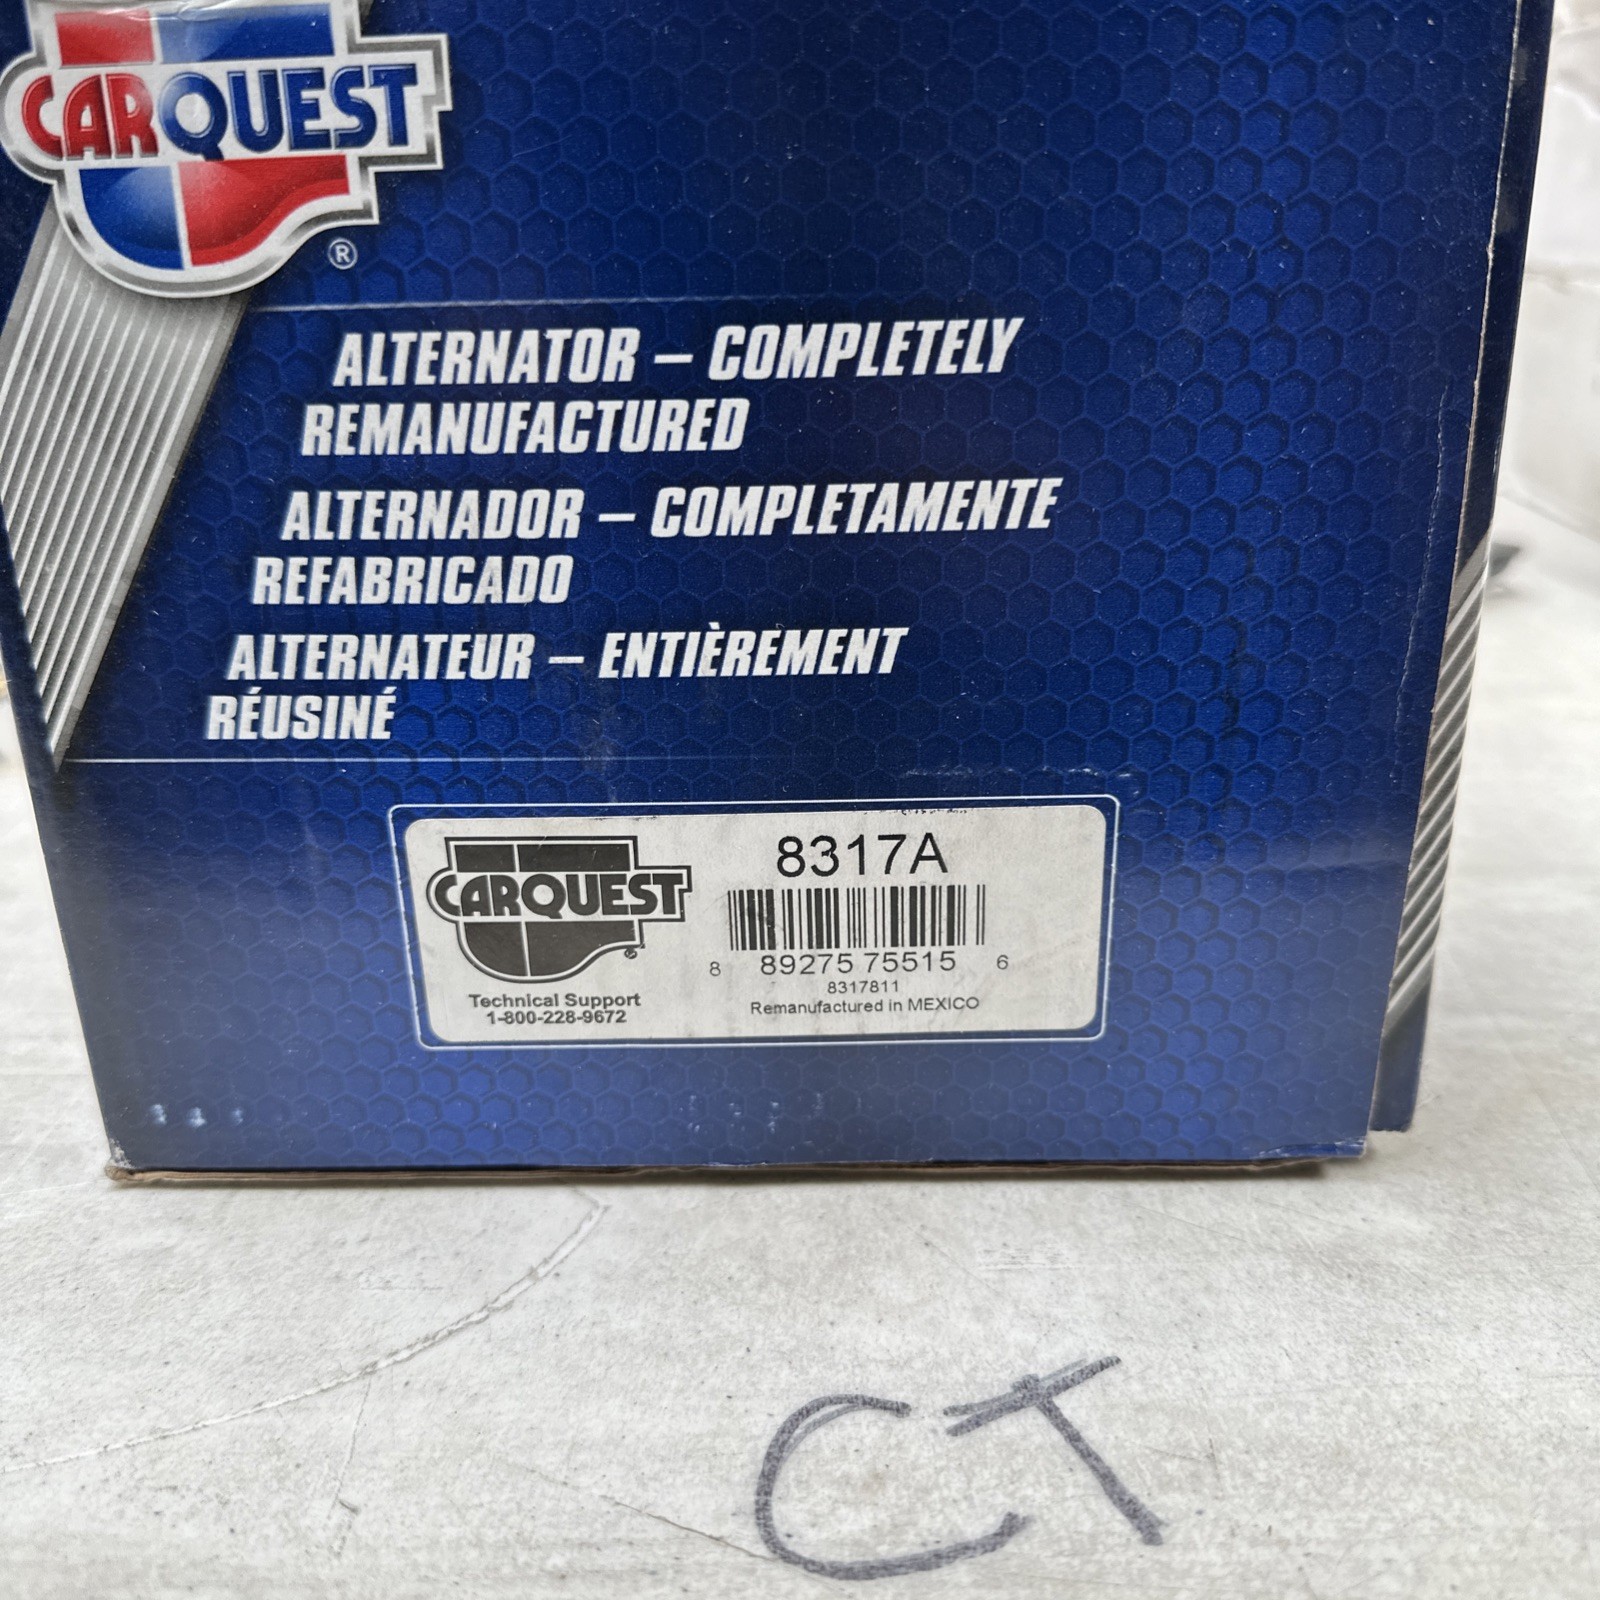 CARQUEST
®
ALTERNATOR – COMPLETELY
REMANUFACTURED
ALTERNADOR – COMPLETAMENTE
REFABRICADO
ALTERNATEUR – ENTIÈREMENT
RÉUSINÉ
CARQUEST
®
Technical Support
1-800-228-9672
8317A
8 89275 75515 6
8317811
Remanufactured in MEXICO
CT